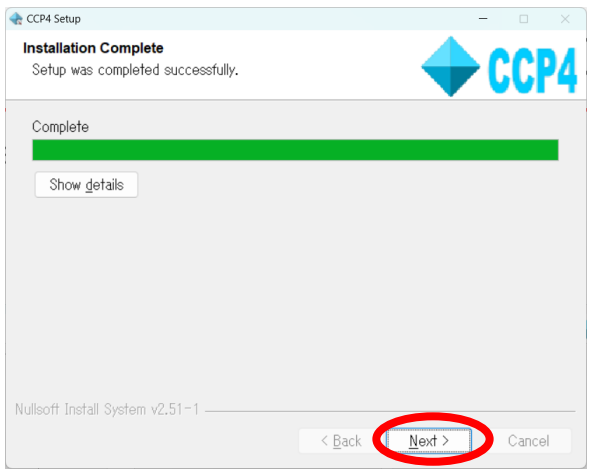 CCP4 Setup
Installation Complete
Setup was completed successfully.
CCP4
Complete
Show details
Nullsoft Install System v2.51-1
< Back
Next >
Cancel